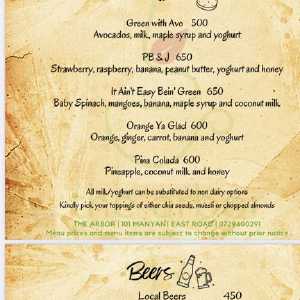 Green with Avo 500
Avocados, milk, maple syrup and yoghurt
PB & J 650
Strawberry, raspberry, banana, peanut butter, yoghurt and honey
It Ain't Easy Bein' Green 650
Baby Spinach, mangoes, banana, maple syrup and coconut milk.
Orange Ya Glad 600
Orange, ginger, carrot, banana and yoghurt
Pina Colada 600
Pineapple, coconut milk, and honey
All milk/yoghurt can be substituted to non dairy options
Kindly pick your toppings of either chia seeds, muesli or chopped almonds
THE ARBOR | 101 MANYANI EAST ROAD | 0729400291
Menu prices and menu items are subject to change without prior notice
Beers
Local Beers 450